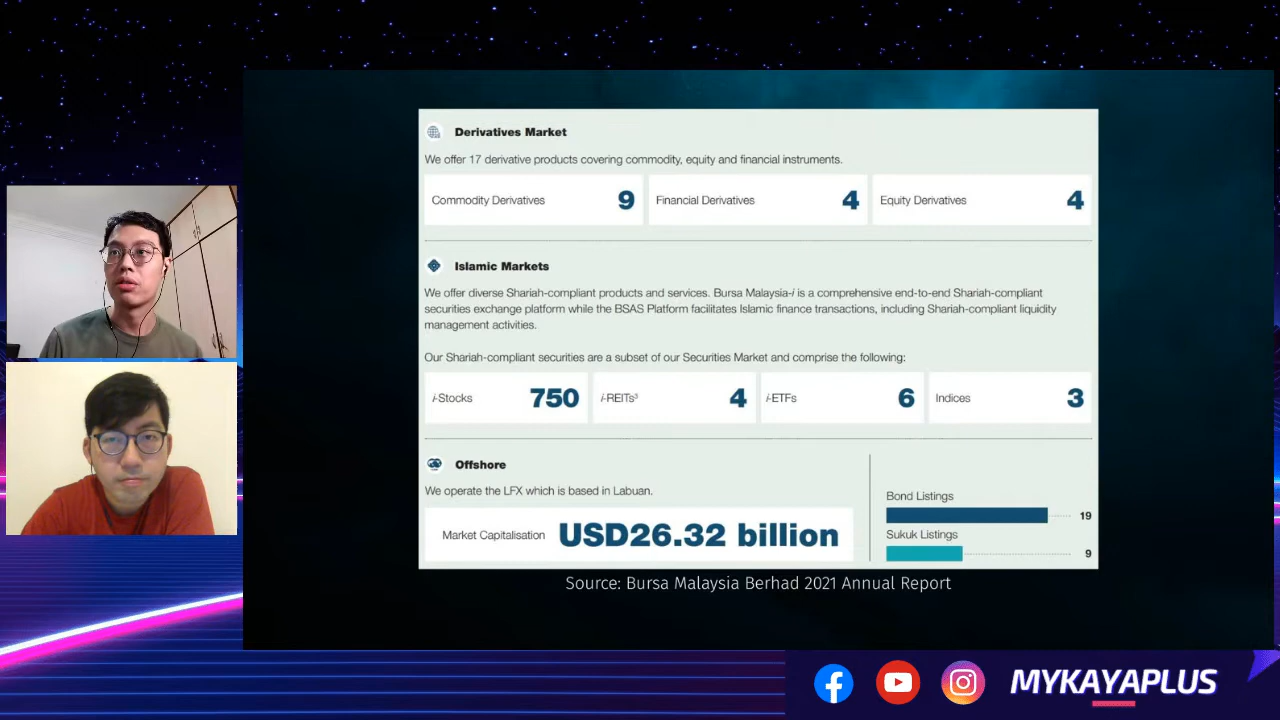 Derivatives Market
We offer 17 derivative products covering commodity, equity and financial instruments.
Commodity Derivatives 9 Financial Derivatives 4 Equity Derivatives 4
Islamic Markets
We offer diverse Shariah-compliant products and services. Bursa Malaysia-i is a comprehensive end-to-end Shariah-compliant
securities exchange platform while the BSAS Platform facilitates Islamic finance transactions, including Shariah-compliant liquidity
management activities.
Our Shariah-compliant securities are a subset of our Securities Market and comprise the following:
i-Stocks 750 i-REITs³ 4 i-ETFs 6 Indices 3
Offshore
We operate the LFX which is based in Labuan.
Market Capitalisation USD26.32 billion
Bond Listings
19
Sukuk Listings
9
Source: Bursa Malaysia Berhad 2021 Annual Report
MYKAYAPLUS